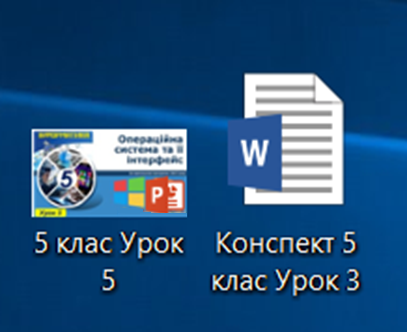 Операційна
система та її
інтерфейс
5
Урок 5
P
W
5 клас Урок
5
Конспект 5
клас Урок 3